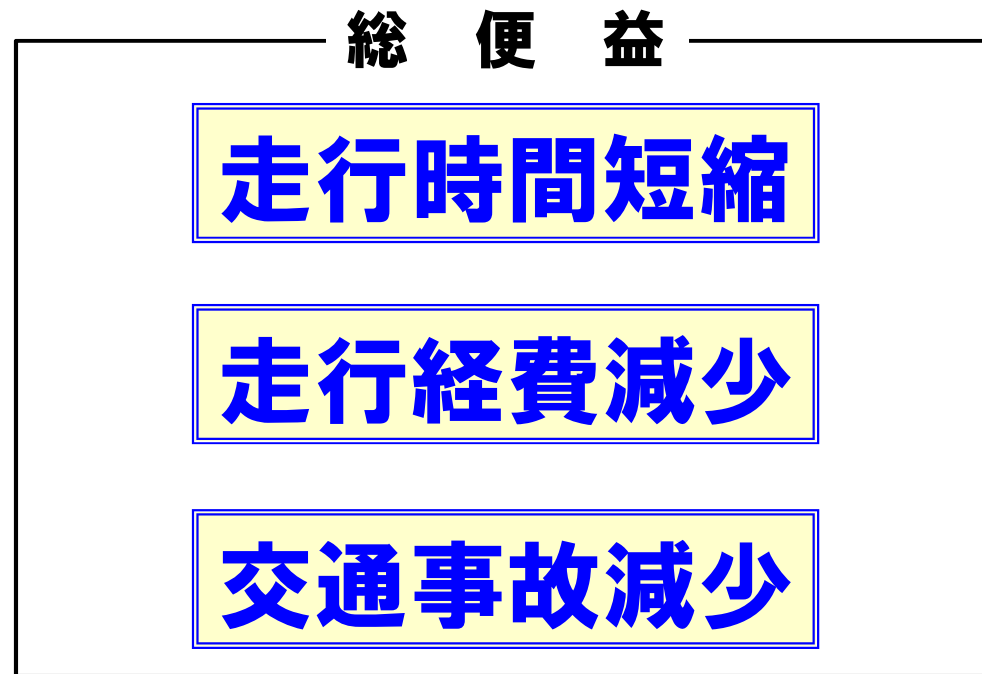 総 便 益
走行時間短縮
走行経費減少
交通事故減少